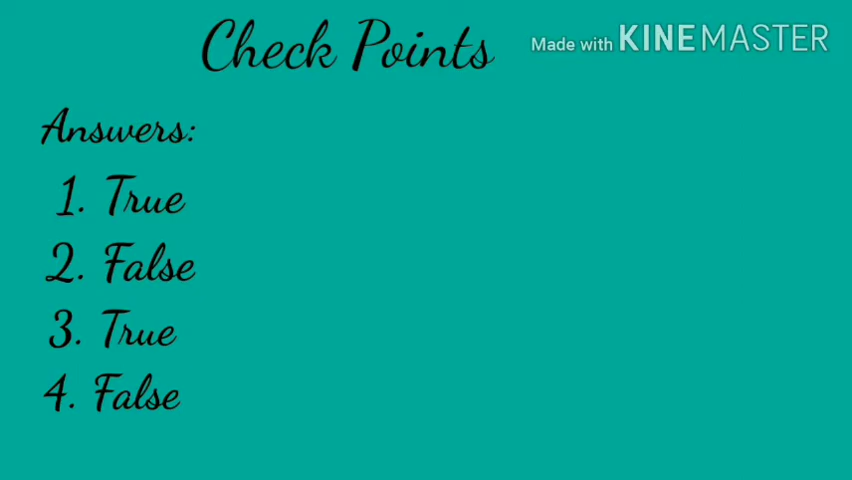 Check Points
Made with KINEMASTER
Answers:
1. True
2. False
3. True
4. False